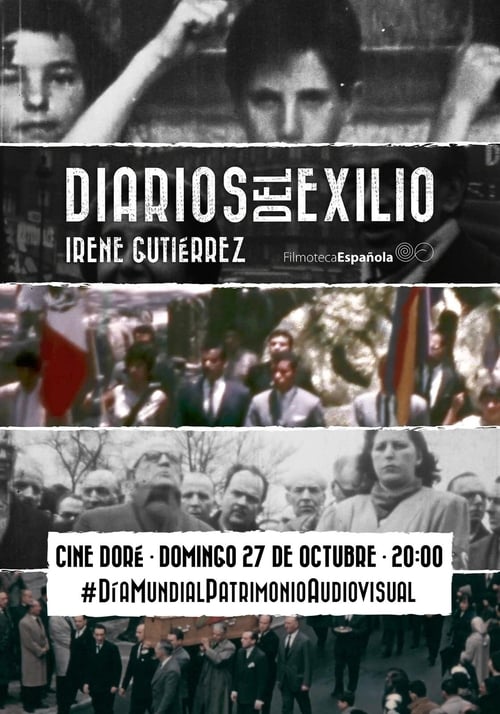 DIARIOS DEL EXILIO
IRENE GUTIÉRREZ
FilmotecaEspañola
CINE DORÉ · DOMINGO 27 DE OCTUBRE · 20:00
#DíaMundialPatrimonioAudiovisual